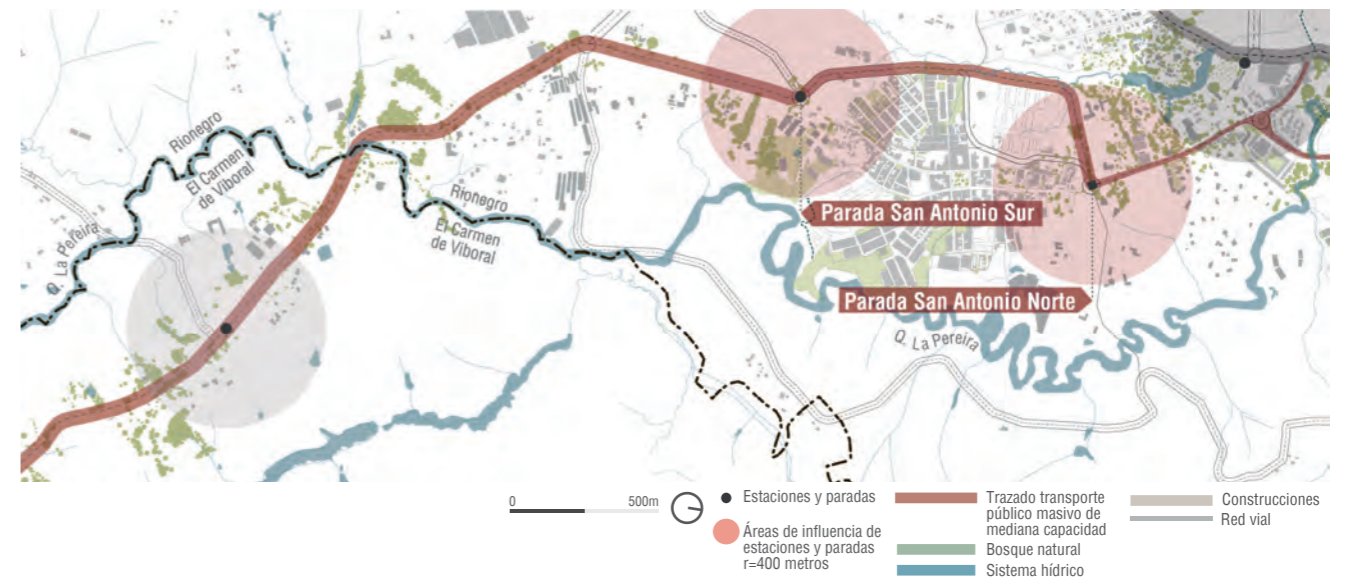 Rionegro
El Carmen
de Viboral
Q. La Pereira
Rionegro
El Carmen
de Viboral
Parada San Antonio Sur
Parada San Antonio Norte
Q. La Pereira
0 500m
Estaciones y paradas
Áreas de influencia de
estaciones y paradas
r=400 metros
Trazado transporte
público masivo de
mediana capacidad
Bosque natural
Sistema hídrico
Construcciones
Red vial